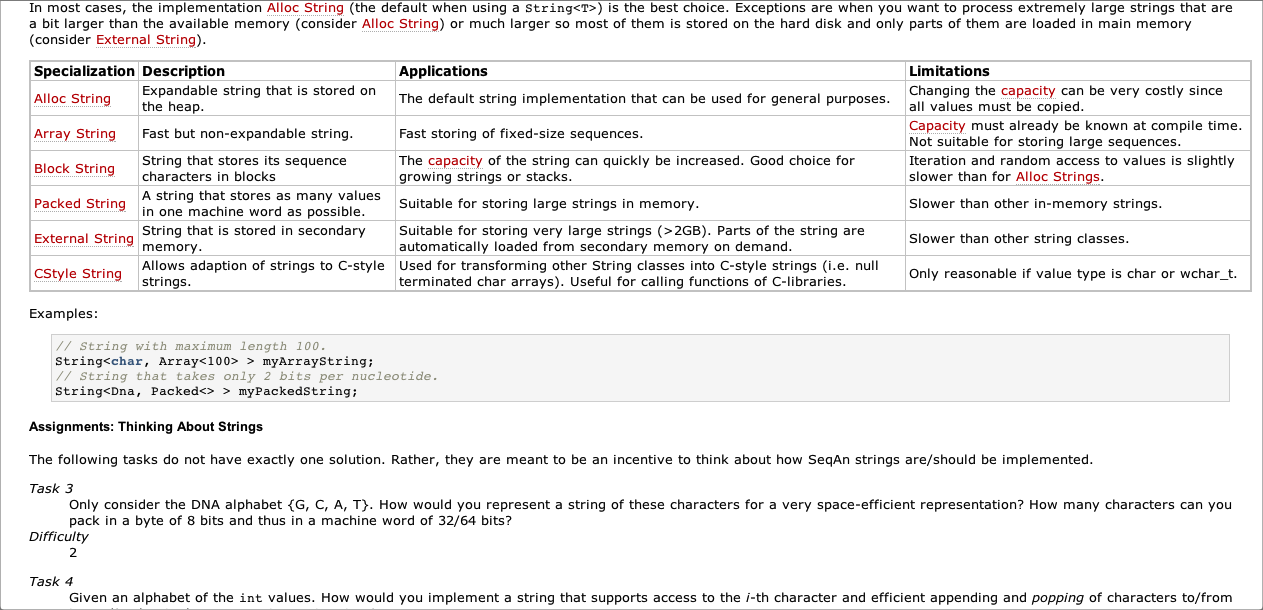 In most cases, the implementation Alloc String (the default when using a String<T>) is the best choice. Exceptions are when you want to process extremely large strings that are
a bit larger than the available memory (consider Alloc String) or much larger so most of them is stored on the hard disk and only parts of them are loaded in main memory
(consider External String).
Specialization Description Applications Limitations
Alloc String
Expandable string that is stored on
the heap.
The default string implementation that can be used for general purposes.
Changing the capacity can be very costly since
all values must be copied.
Array String
Fast but non-expandable string.
Fast storing of fixed-size sequences.
Capacity must already be known at compile time.
Not suitable for storing large sequences.
Block String
String that stores its sequence
characters in blocks
The capacity of the string can quickly be increased. Good choice for
growing strings or stacks.
Iteration and random access to values is slightly
slower than for Alloc Strings.
Packed String
A string that stores as many values
in one machine word as possible.
Suitable for storing large strings in memory.
Slower than other in-memory strings.
External String
String that is stored in secondary
memory.
Suitable for storing very large strings (>2GB). Parts of the string are
automatically loaded from secondary memory on demand.
Slower than other string classes.
CStyle String
Allows adaption of strings to C-style
strings.
Used for transforming other String classes into C-style strings (i.e. null
terminated char arrays). Useful for calling functions of C-libraries.
Only reasonable if value type is char or wchar_t.
Examples:
// String with maximum length 100.
String<char, Array<100> > myArrayString;
// String that takes only 2 bits per nucleotide.
String<Dna, Packed<> > myPackedString;
Assignments: Thinking About Strings
The following tasks do not have exactly one solution. Rather, they are meant to be an incentive to think about how SeqAn strings are/should be implemented.
Task 3
Only consider the DNA alphabet {G, C, A, T}. How would you represent a string of these characters for a very space-efficient representation? How many characters can you
pack in a byte of 8 bits and thus in a machine word of 32/64 bits?
Difficulty
2
Task 4
Given an alphabet of the int values. How would you implement a string that supports access to the i-th character and efficient appending and popping of characters to/from